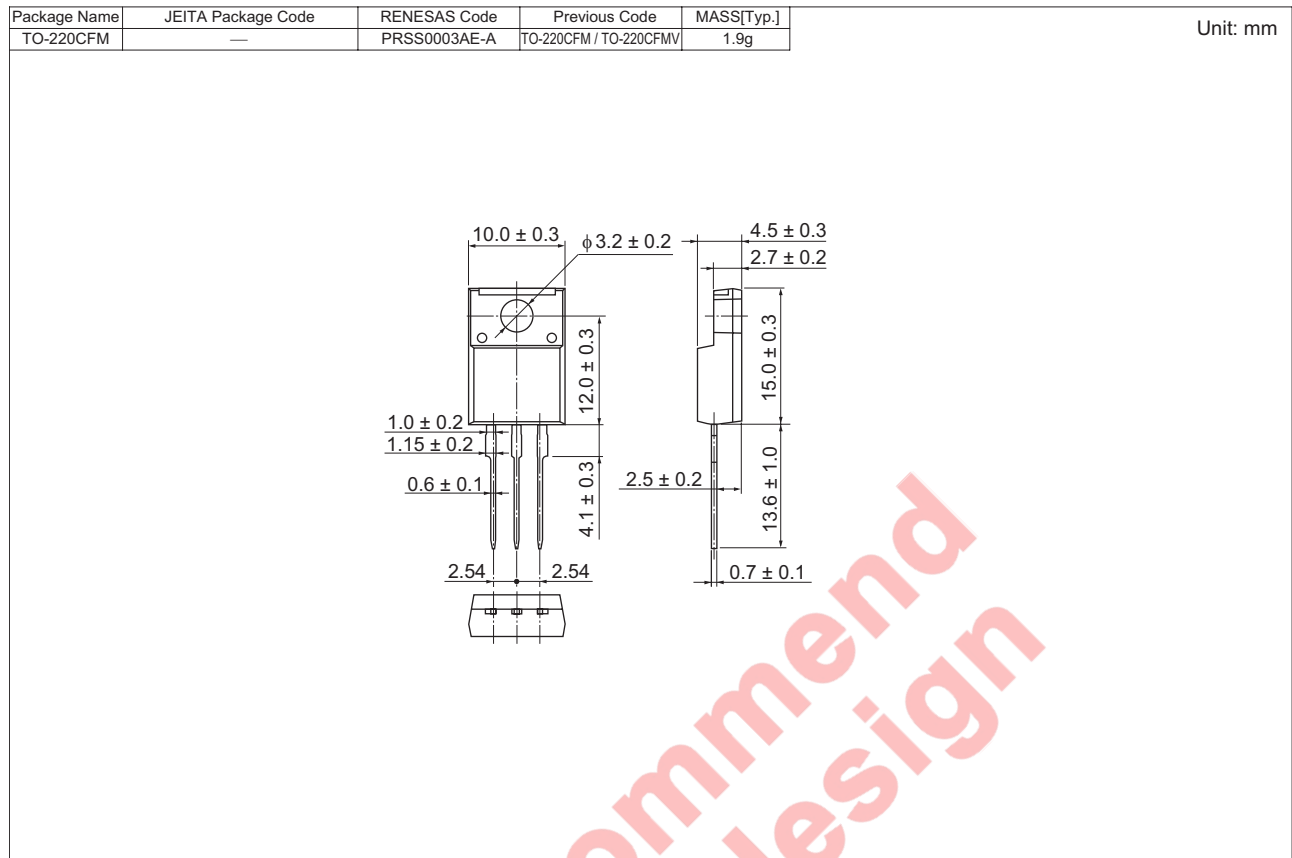 Package Name JEITA Package Code RENESAS Code Previous Code MASS[Typ.]
TO-220CFM — PRSS0003AE-A TO-220CFM / TO-220CFMV 1.9g
Unit: mm
10.0 ± 0.3
ϕ 3.2 ± 0.2
4.5 ± 0.3
2.7 ± 0.2
12.0 ± 0.3
15.0 ± 0.3
1.0 ± 0.2
1.15 ± 0.2
0.6 ± 0.1
4.1 ± 0.3
2.5 ± 0.2
13.6 ± 1.0
2.54 2.54
0.7 ± 0.1